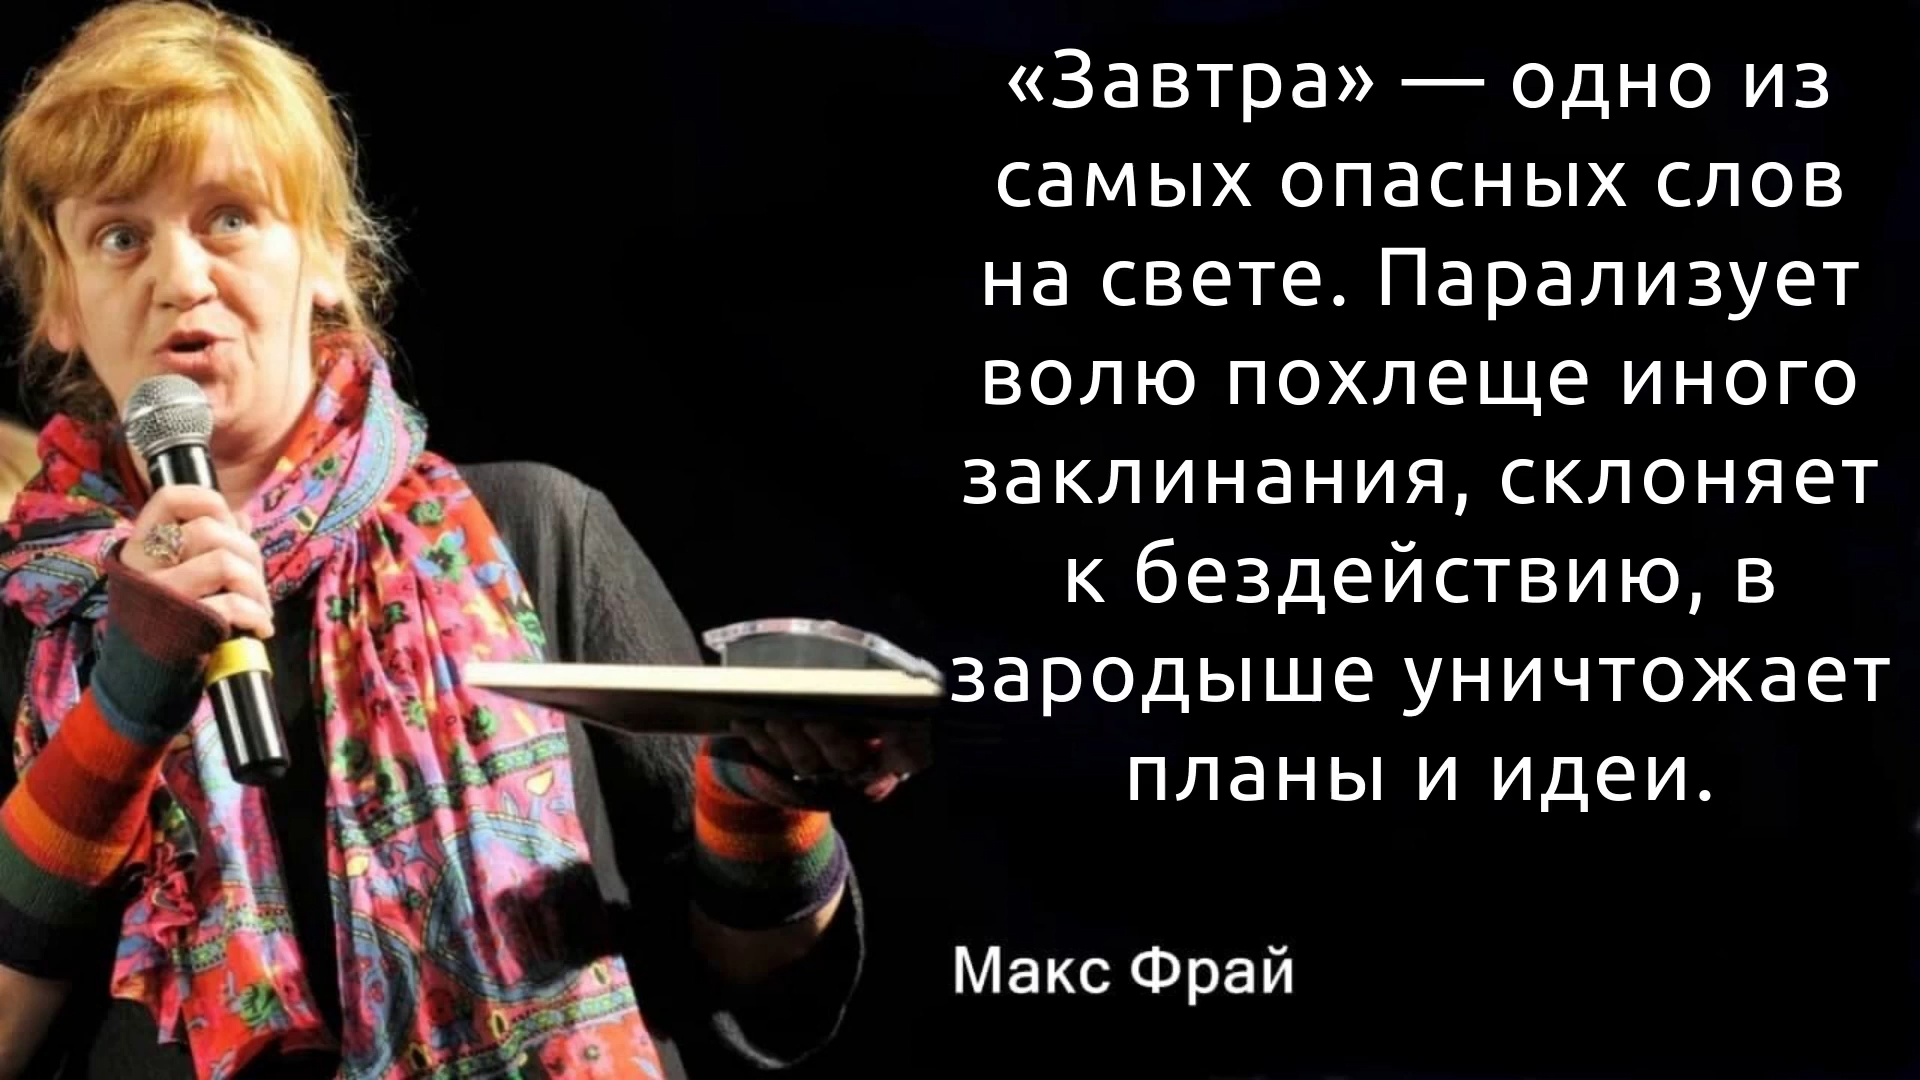 «Завтра» — одно из
самых опасных слов
на свете. Парализует
волю похлеще иного
заклинания, склоняет
к бездействию, в
зародыше уничтожает
планы и идеи.
Макс Фрай